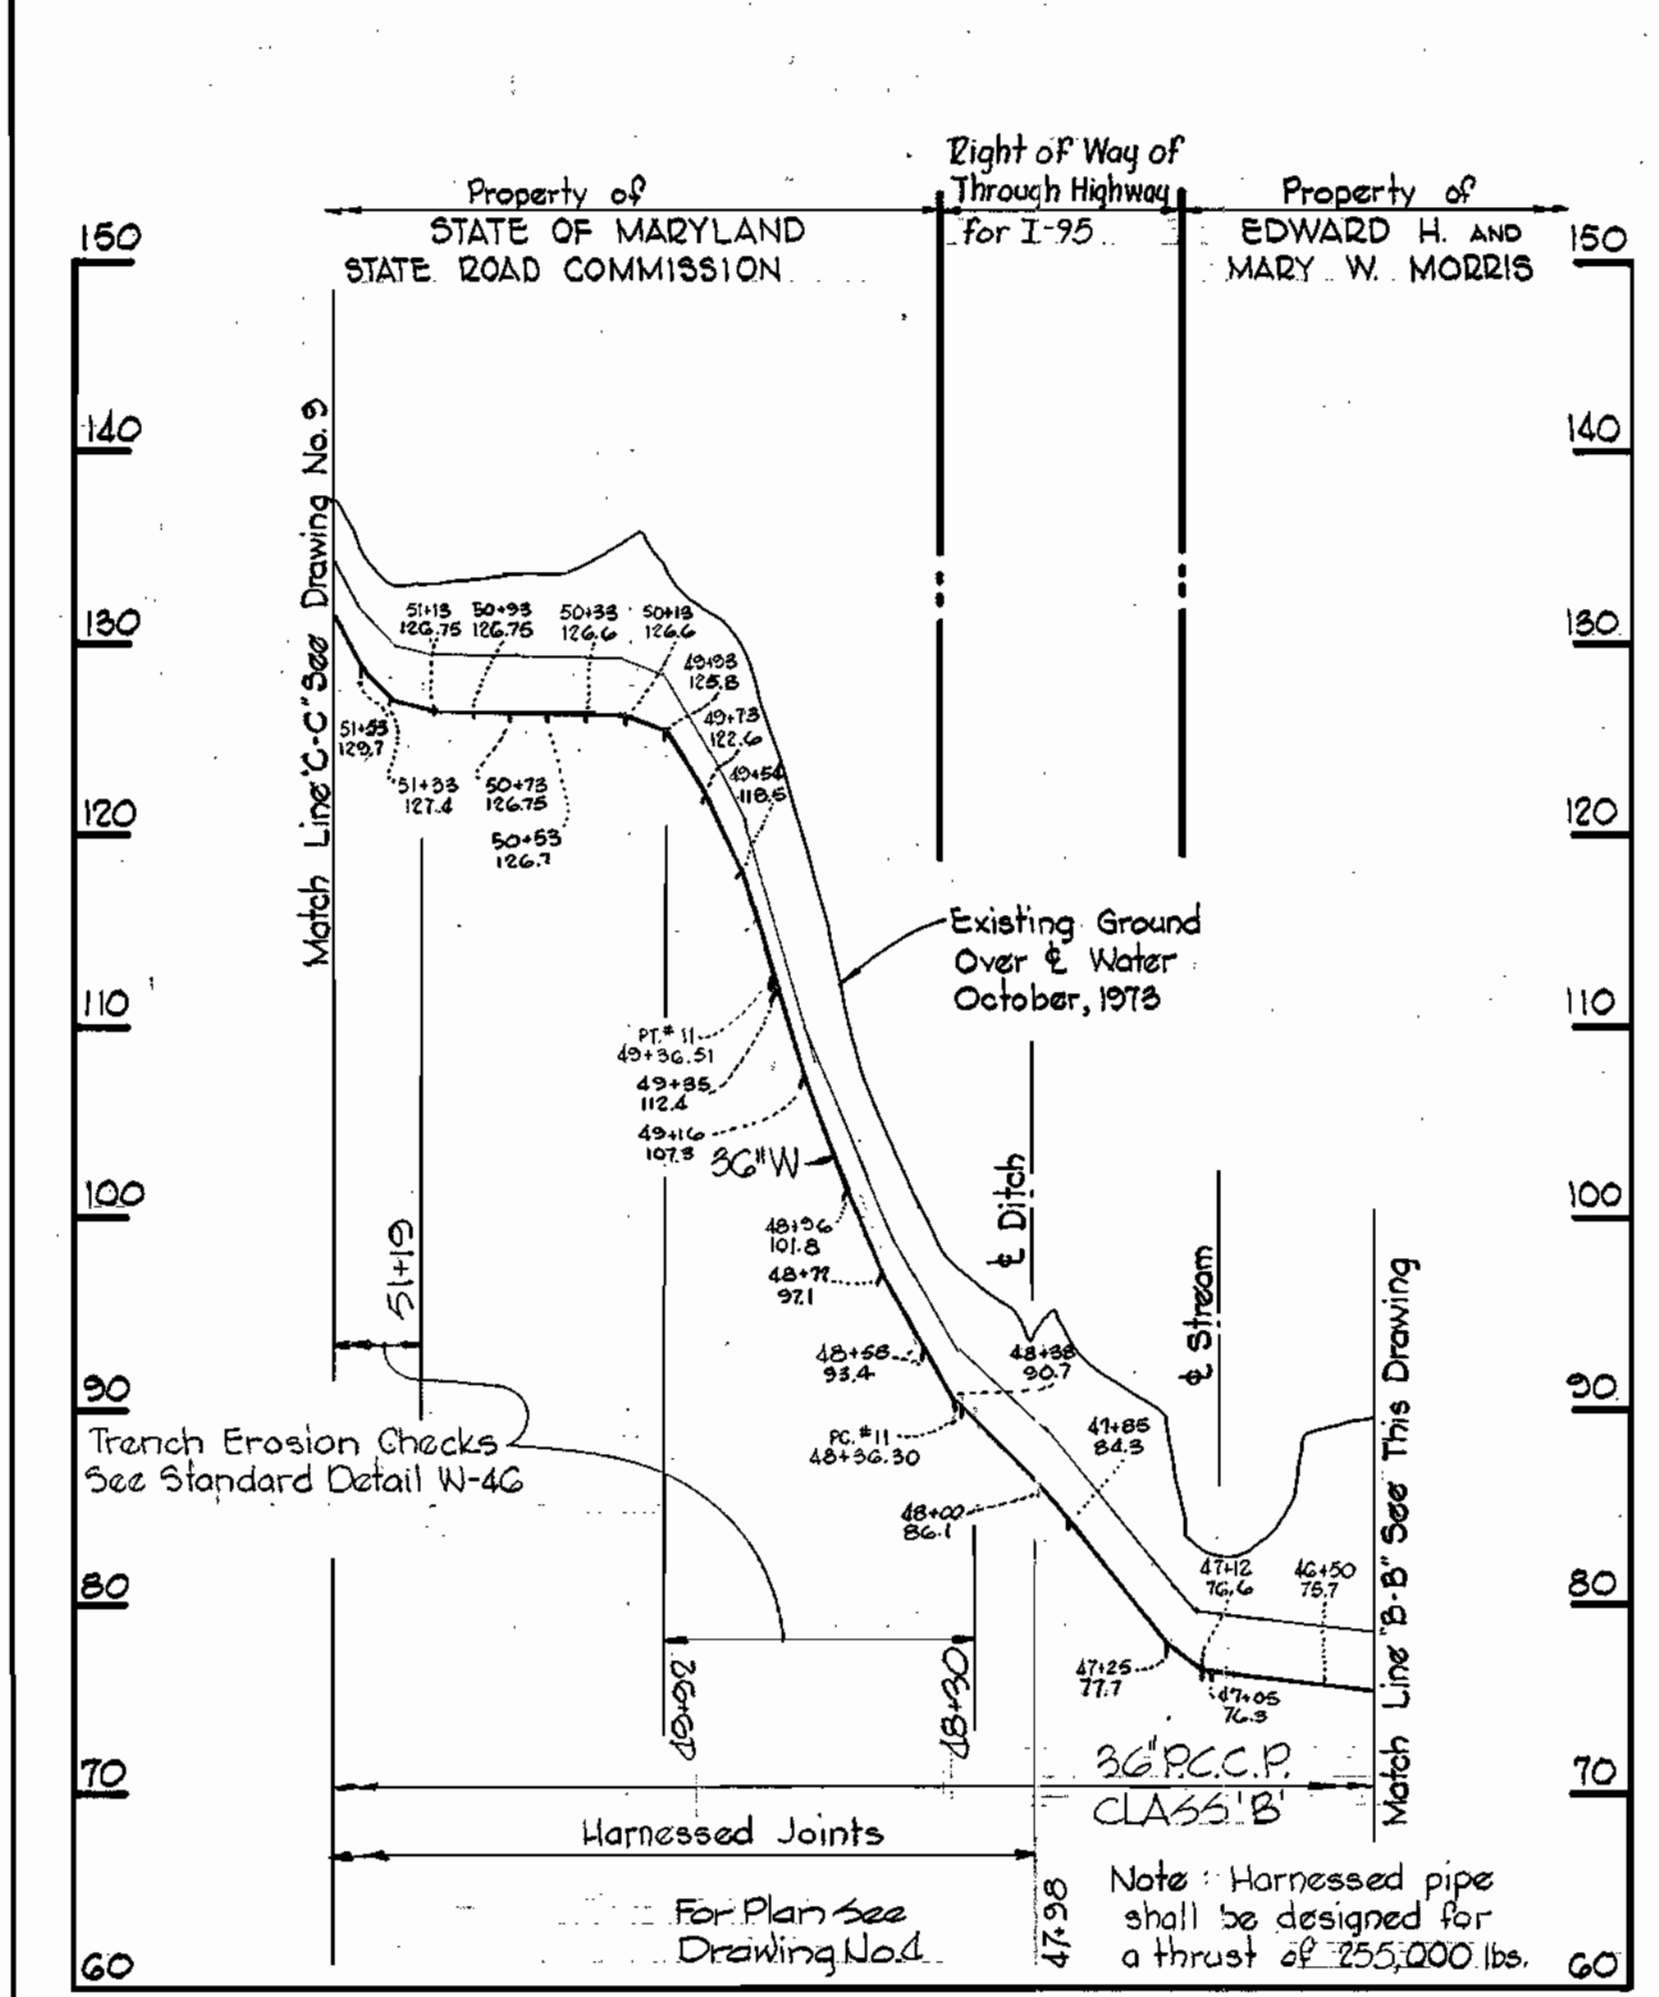 Property of
STATE OF MARYLAND
STATE ROAD COMMISSION
Right of Way of
Through Highway
for I-95
Property of
EDWARD H. AND
MARY W. MORRIS
150
150
140
140
130
130
120
120
110
110
100
100
90
90
80
80
70
70
60
60
Match Line "C-C" See Drawing No. 9
51+13
126.75
50+93
126.75
50+33
126.6
50+13
126.6
49+93
125.8
49+73
122.6
49+54
118.5
51+53
129.7
51+33
127.4
50+73
126.75
50+53
126.7
Existing Ground
Over ℄ Water
October, 1973
PT.# 11
49+36.51
49+35
112.4
49+16
107.3
36"W
48+96
101.8
48+77
97.1
48+58
93.4
48+38
90.7
PC.#11
48+36.30
47+85
84.3
48+00
86.1
47+12
76.6
46+50
75.7
47+25
77.7
47+05
76.3
℄ Ditch
℄ Stream
Match Line "B-B" See This Drawing
51+19
Trench Erosion Checks
See Standard Detail W-46
49+92
48+30
36" P.C.C.P.
CLASS 'B'
Harnessed Joints
47+98
For Plan See
Drawing No.4
Note: Harnessed pipe
shall be designed for
a thrust of 255,000 lbs.